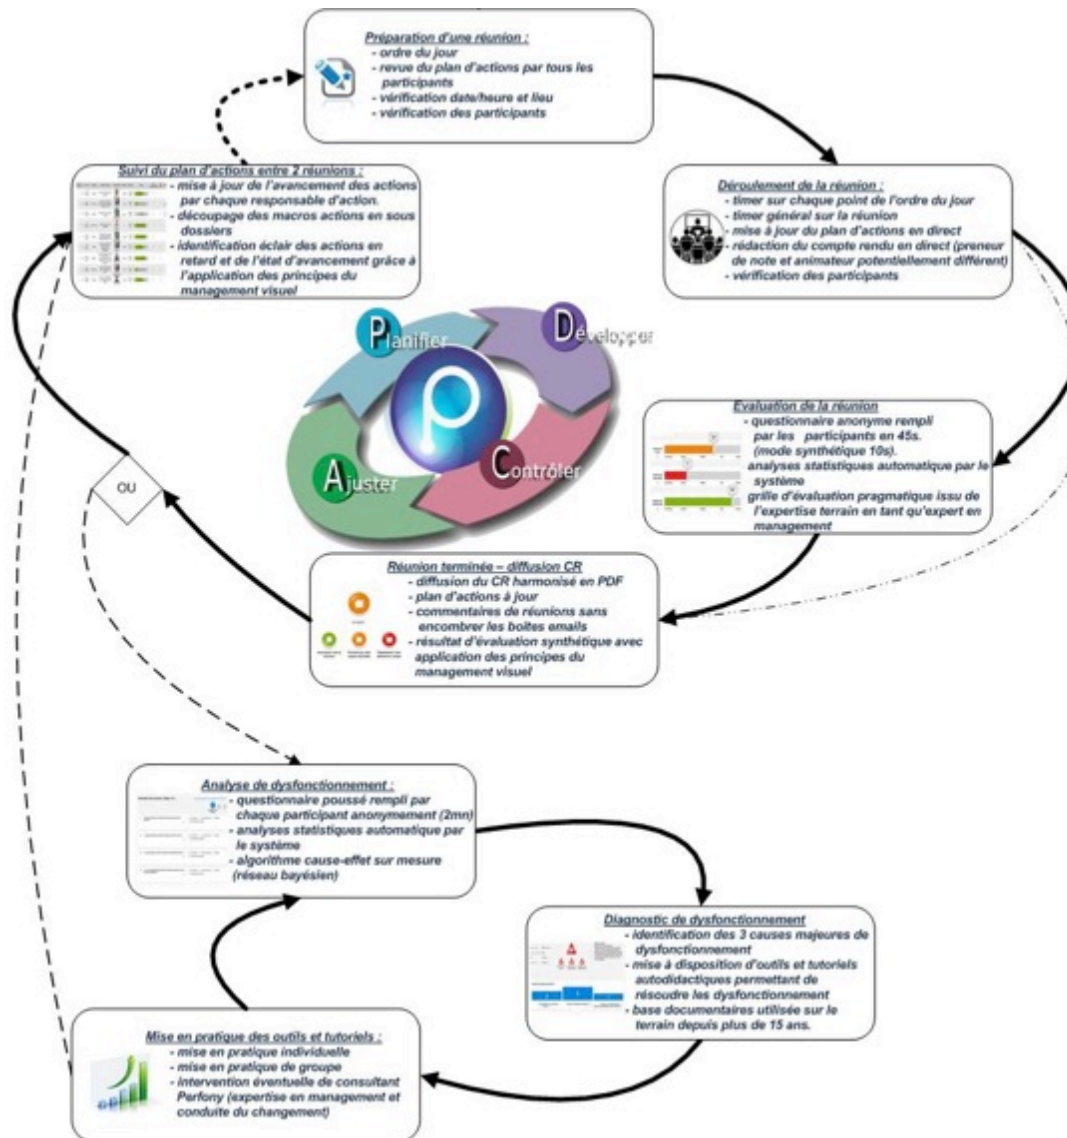 Préparation d'une réunion :
- ordre du jour
- revue du plan d'actions par tous les
participants
- vérification date/heure et lieu
- vérification des participants
Suivi du plan d'actions entre 2 réunions :
- mise à jour de l'avancement des actions
par chaque responsable d'action.
- découpage des macros actions en sous
dossiers
- identification éclair des actions en
retard et de l'état d'avancement grâce à
l'application des principes du
management visuel
Déroulement de la réunion :
- timer sur chaque point de l'ordre du jour
- timer général sur la réunion
- mise à jour du plan d'actions en direct
- rédaction du compte rendu en direct (preneur
de note et animateur potentiellement différent)
- vérification des participants
Planifier
Développer
Ajuster
Contrôler
Evaluation de la réunion
- questionnaire anonyme rempli
par les participants en 45s.
(mode synthétique 10s).
analyses statistiques automatique par le
système
grille d'évaluation pragmatique issu de
l'expertise terrain en tant qu'expert en
management
OU
Réunion terminée – diffusion CR
- diffusion du CR harmonisé en PDF
- plan d'actions à jour
- commentaires de réunions sans
encombrer les boites emails
- résultat d'évaluation synthétique avec
application des principes du
management visuel
Analyse de dysfonctionnement :
- questionnaire poussé rempli par
chaque participant anonymement (2mn)
- analyses statistiques automatique par
le système
- algorithme cause-effet sur mesure
(réseau bayésien)
Diagnostic de dysfonctionnement
- identification des 3 causes majeures de
dysfonctionnement
- mise à disposition d'outils et tutoriels
autodidactiques permettant de
résoudre les dysfonctionnement
- base documentaires utilisée sur le
terrain depuis plus de 15 ans.
Mise en pratique des outils et tutoriels :
- mise en pratique individuelle
- mise en pratique de groupe
- intervention éventuelle de consultant
Perfony (expertise en management et
conduite du changement)